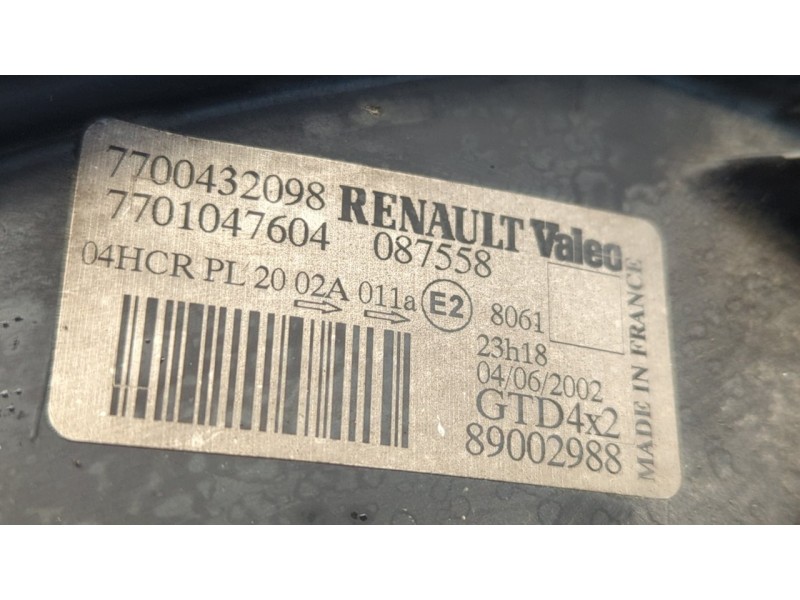 7700432098 RENAULT Valeo
7701047604 087558
04HCR PL 20 02A 011a E2 8061
23h18
04/06/2002
GTD4x2
89002988
MADE IN FRANCE